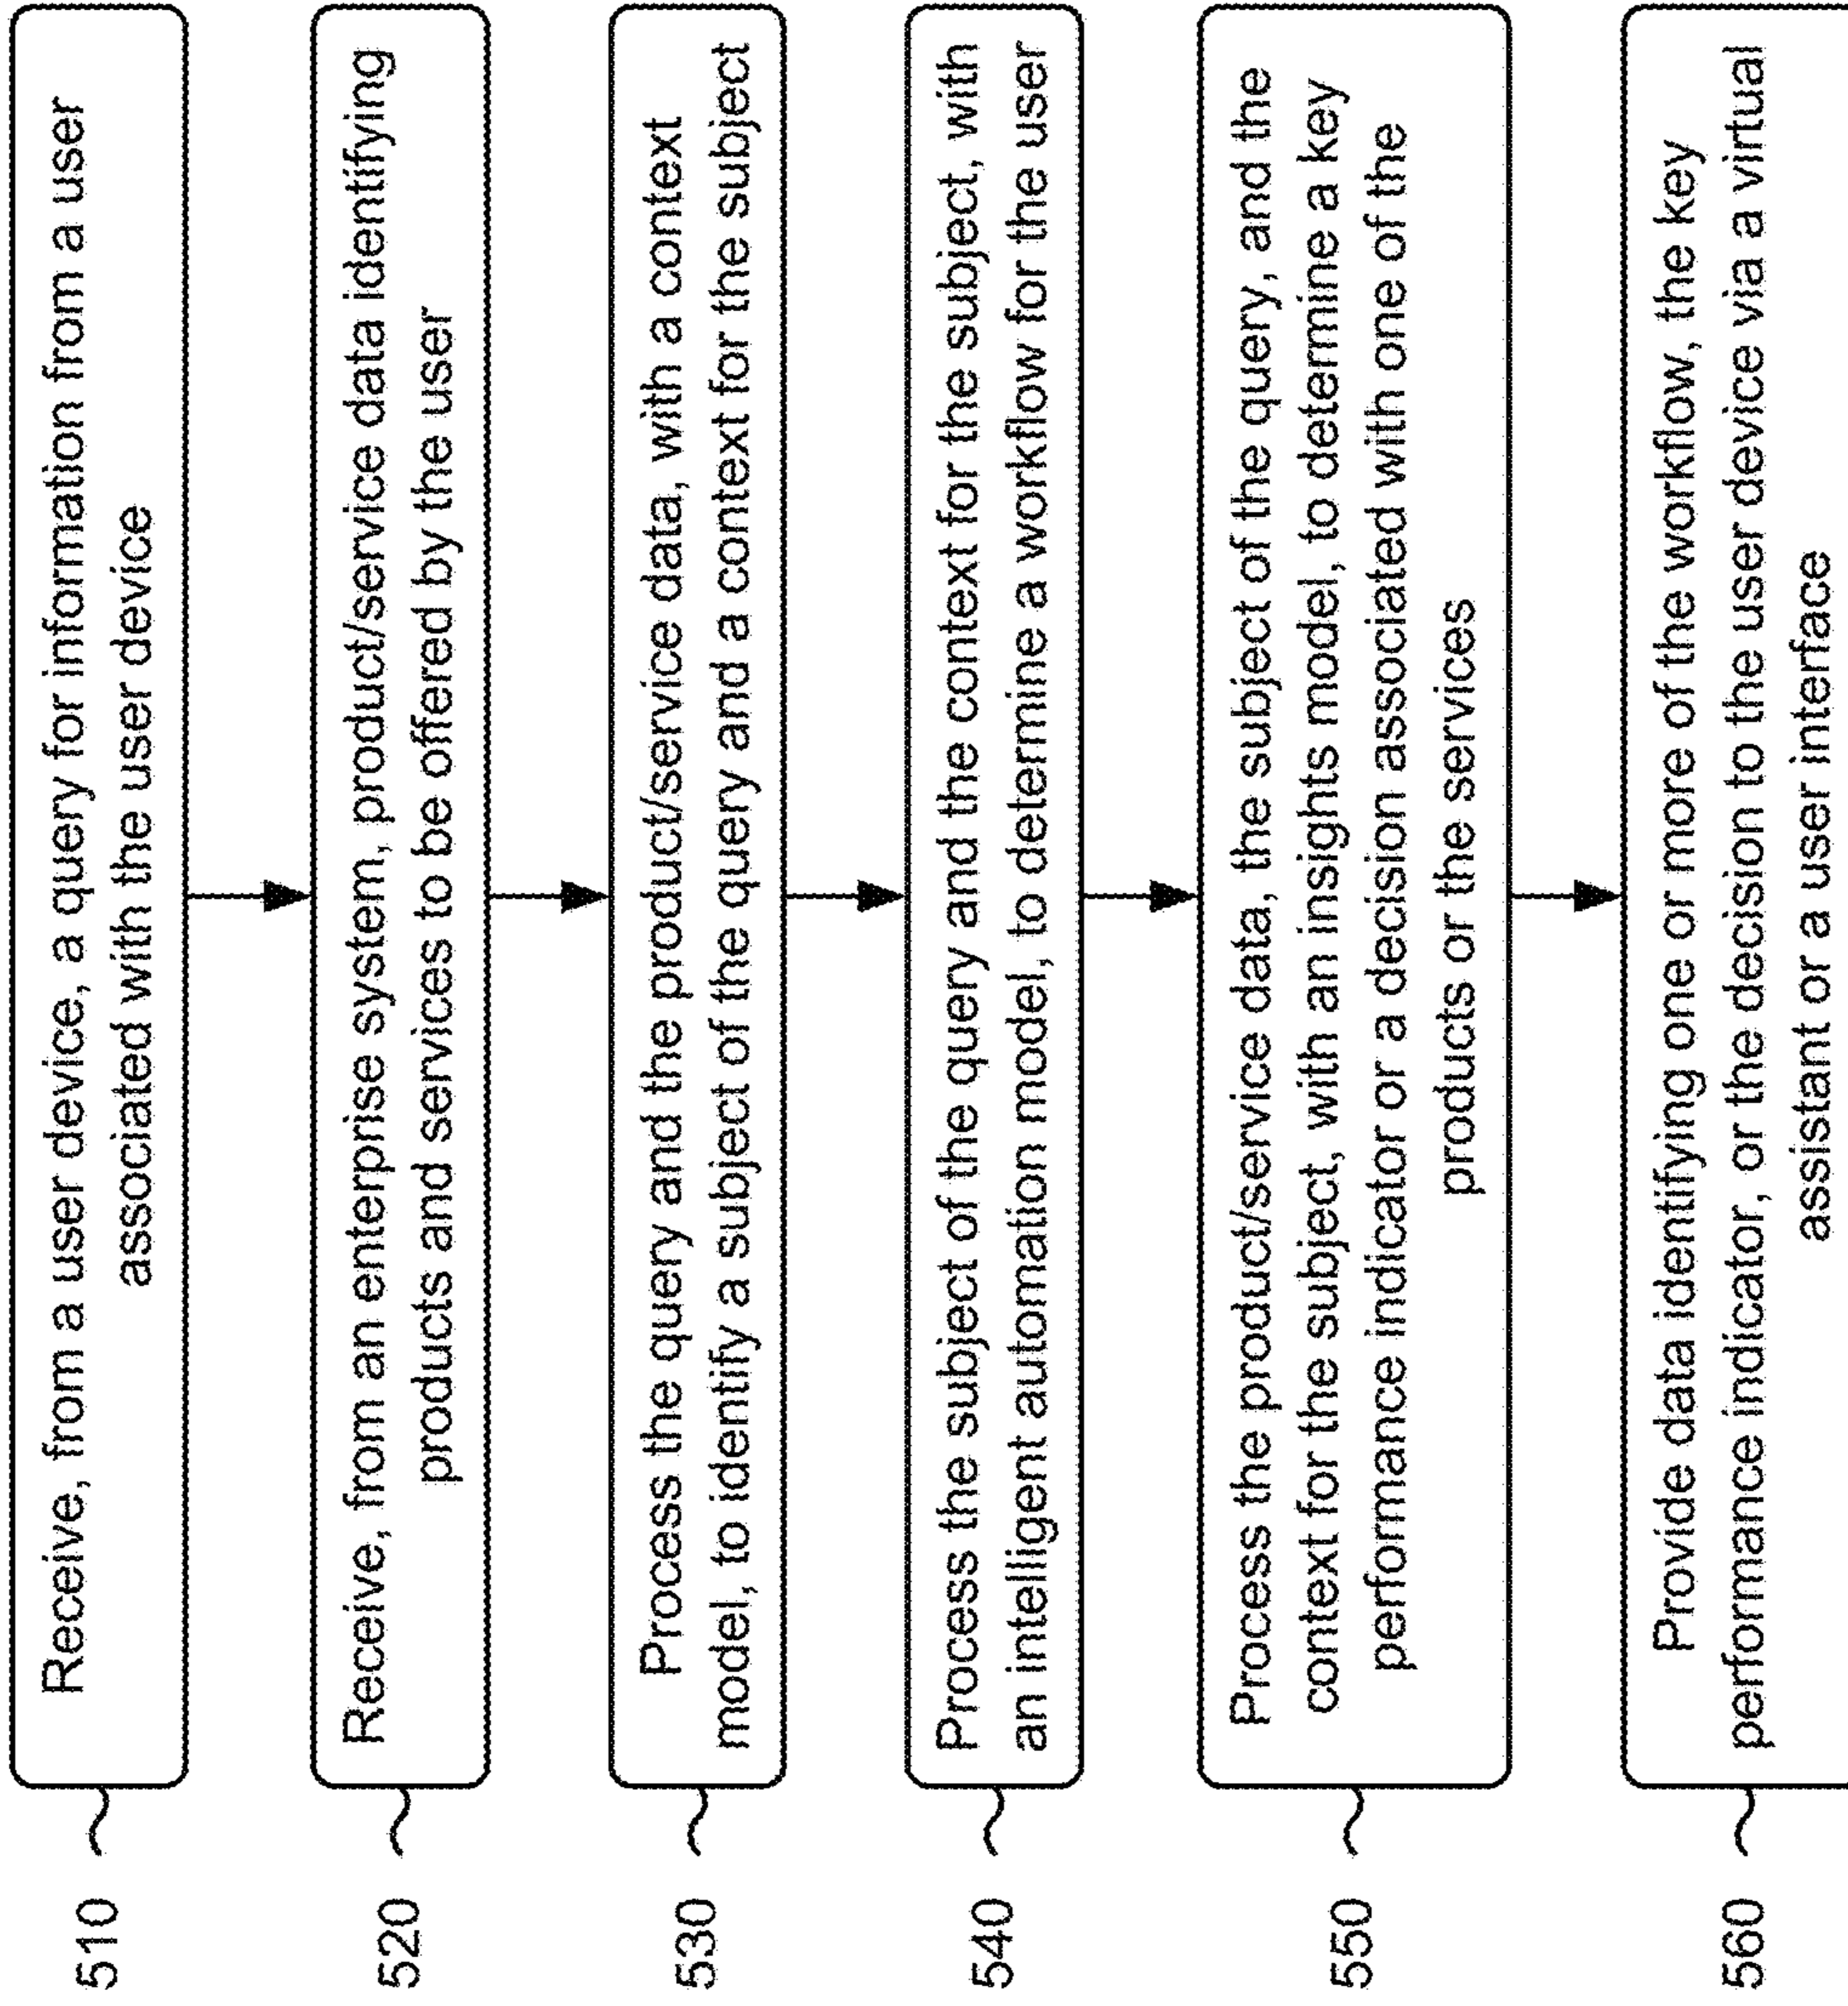 510
Receive, from a user device, a query for information from a user
associated with the user device
520
Receive, from an enterprise system, product/service data identifying
products and services to be offered by the user
530
Process the query and the product/service data, with a context
model, to identify a subject of the query and a context for the subject
540
Process the subject of the query and the context for the subject, with
an intelligent automation model, to determine a workflow for the user
550
Process the product/service data, the subject of the query, and the
context for the subject, with an insights model, to determine a key
performance indicator or a decision associated with one of the
products or the services
560
Provide data identifying one or more of the workflow, the key
performance indicator, or the decision to the user device via a virtual
assistant or a user interface